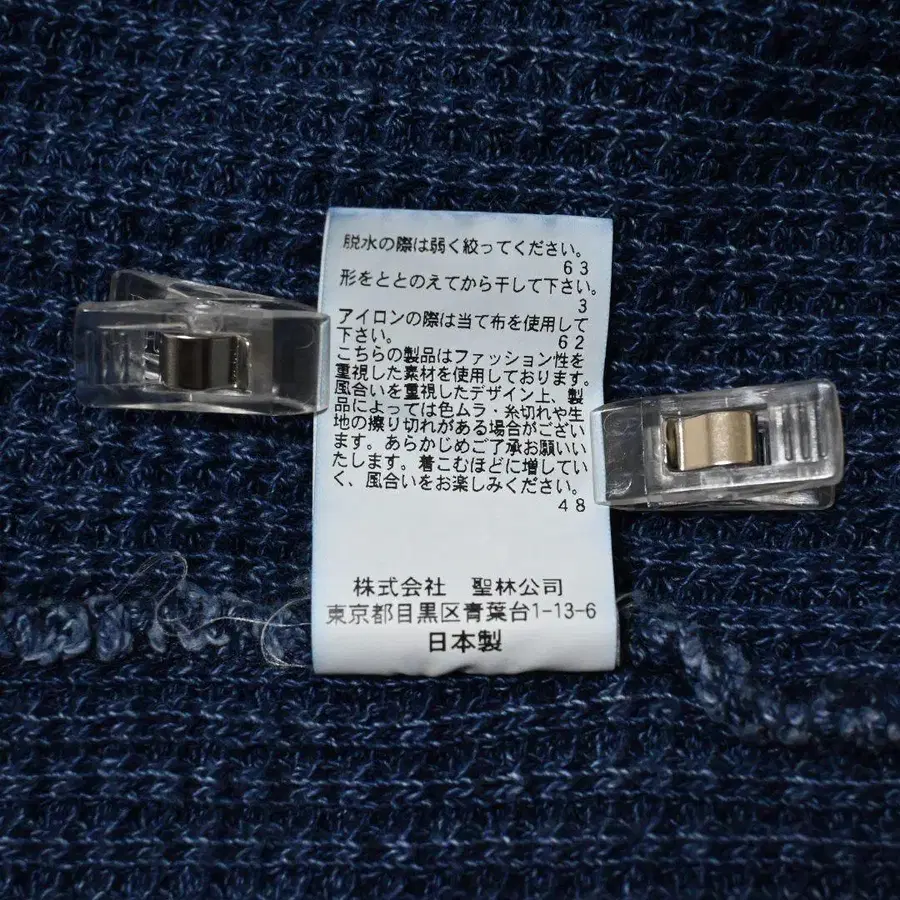 脱水の際は弱く絞ってください。
63
形をととのえてから干して下さい。
3
アイロンの際は当て布を使用して
下さい。 62
こちらの製品はファッション性を
重視した素材を使用しております。
風合いを重視したデザイン上、製
品によっては色ムラ・糸切れや生
地の擦り切れがある場合がござい
ます。あらかじめご了承お願いい
たします。着こむほどに増してい
く、風合いをお楽しみください。
48
株式会社 聖林公司
東京都目黒区青葉台1-13-6
日本製